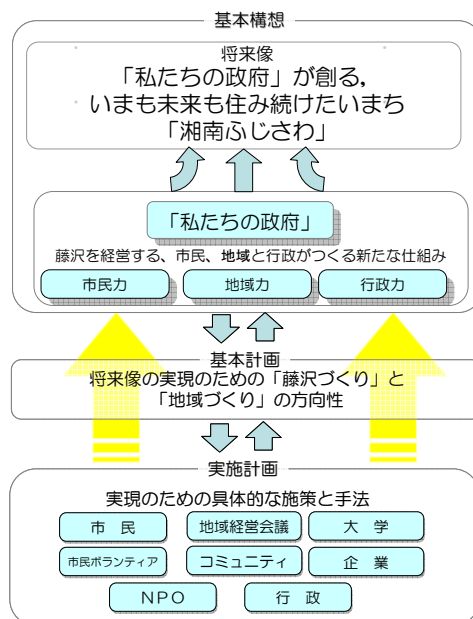 基本構想
将来像
「私たちの政府」が創る，
いまも未来も住み続けたいまち
「湘南ふじさわ」
「私たちの政府」
藤沢を経営する、市民、地域と行政がつくる新たな仕組み
市民力 地域力 行政力
基本計画
将来像の実現のための「藤沢づくり」と
「地域づくり」の方向性
実施計画
実現のための具体的な施策と手法
市　民 地域経営会議 大　学
市民ボランティア コミュニティ 企　業
ＮＰＯ 行　政